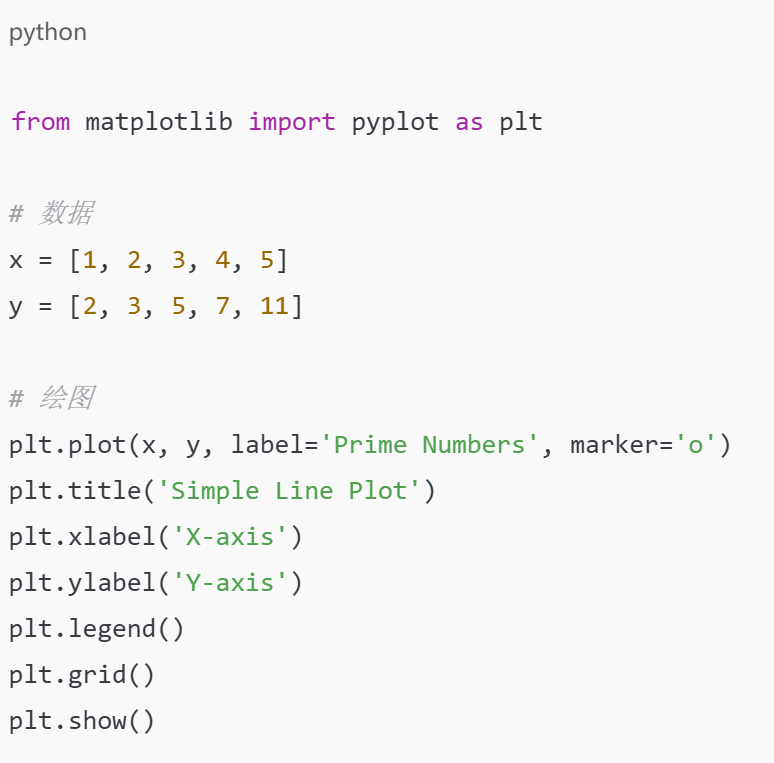 python
from matplotlib import pyplot as plt
# 数据
x = [1, 2, 3, 4, 5]
y = [2, 3, 5, 7, 11]
# 绘图
plt.plot(x, y, label='Prime Numbers', marker='o')
plt.title('Simple Line Plot')
plt.xlabel('X-axis')
plt.ylabel('Y-axis')
plt.legend()
plt.grid()
plt.show()